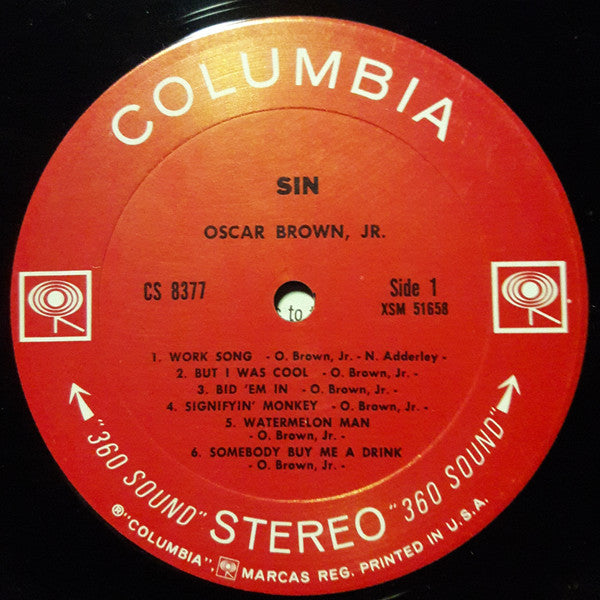 COLUMBIA
SIN
OSCAR BROWN, JR.
CS 8377
Side 1
XSM 51658
to
1. WORK SONG - O. Brown, Jr. - N. Adderley -
2. BUT I WAS COOL - O. Brown, Jr. -
3. BID 'EM IN - O. Brown, Jr. -
4. SIGNIFYIN' MONKEY - O. Brown, Jr. -
5. WATERMELON MAN
- O. Brown, Jr. -
6. SOMEBODY BUY ME A DRINK
- O. Brown, Jr. -
"360 SOUND" STEREO "360 SOUND"
®"COLUMBIA", MARCAS REG. PRINTED IN U.S.A.